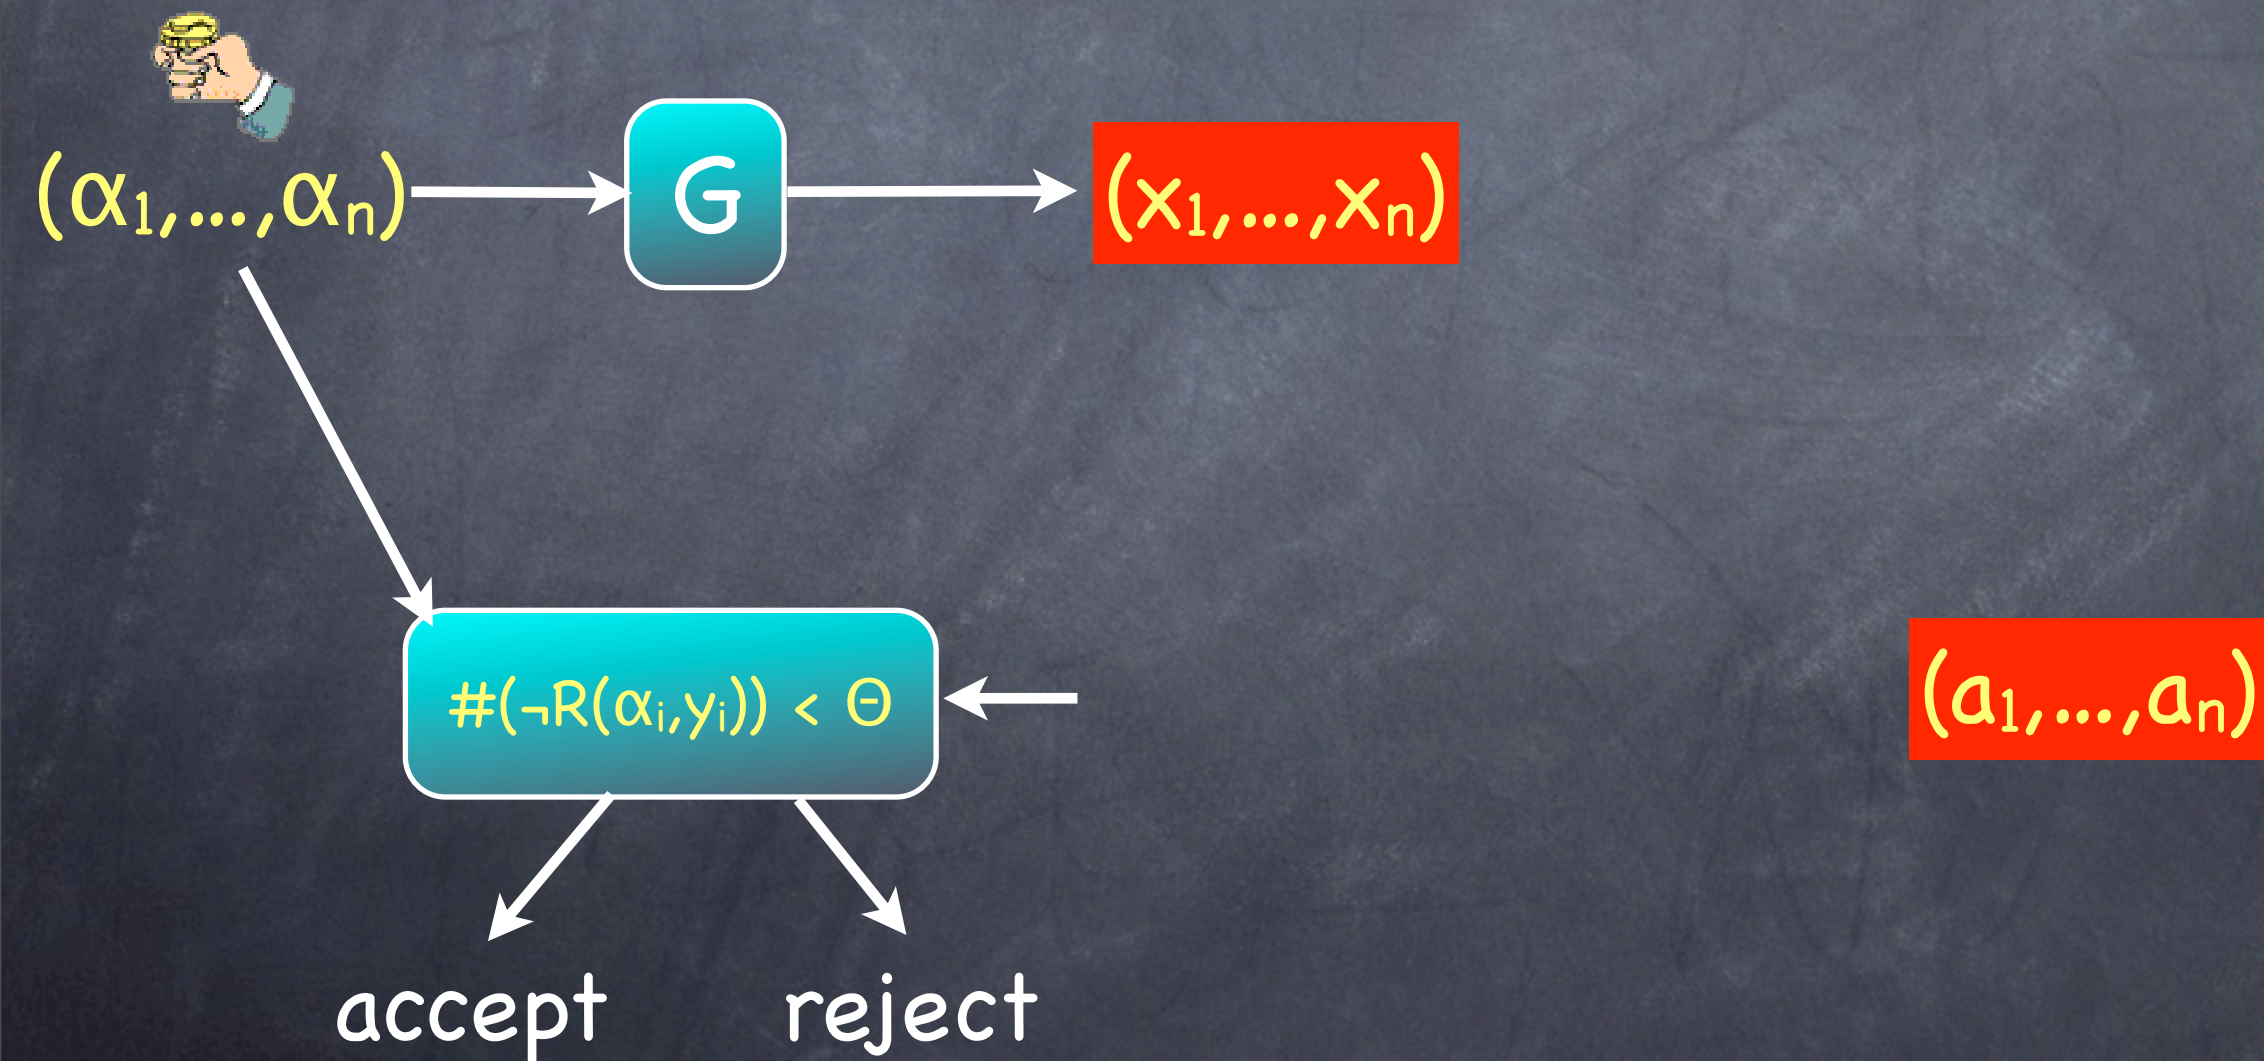 (α₁,...,αₙ)
G
(x₁,...,xₙ)
#(¬R(αᵢ,yᵢ)) < Θ
(a₁,...,aₙ)
accept
reject